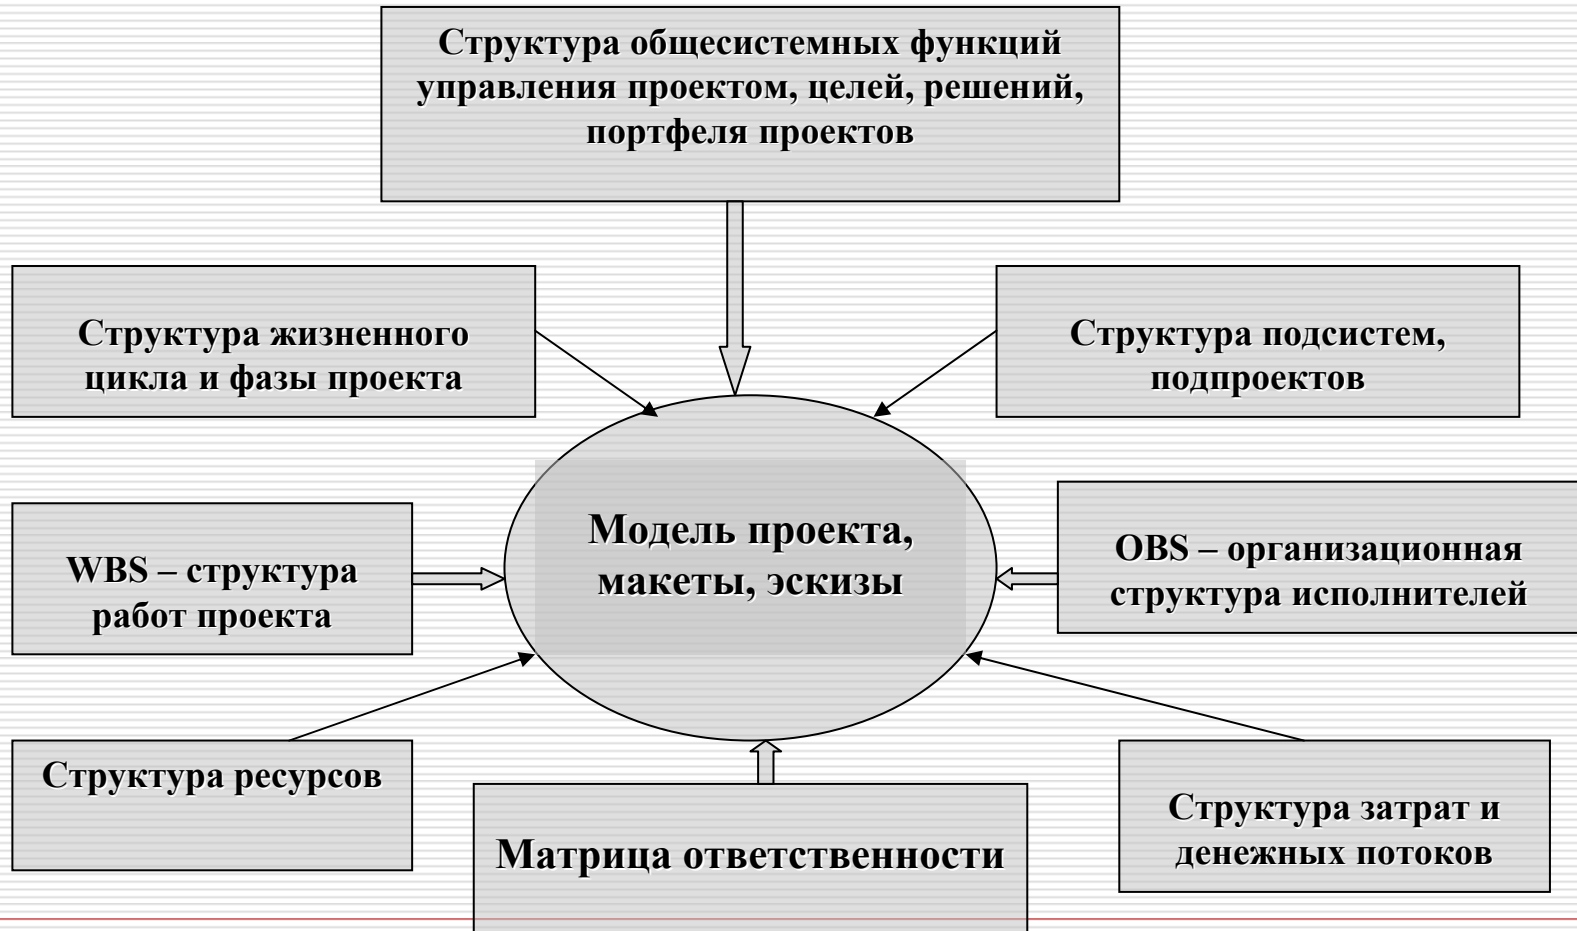 Структура общесистемных функций
управления проектом, целей, решений,
портфеля проектов
Структура жизненного
цикла и фазы проекта
Структура подсистем,
подпроектов
Модель проекта,
макеты, эскизы
WBS – структура
работ проекта
OBS – организационная
структура исполнителей
Структура ресурсов
Матрица ответственности
Структура затрат и
денежных потоков